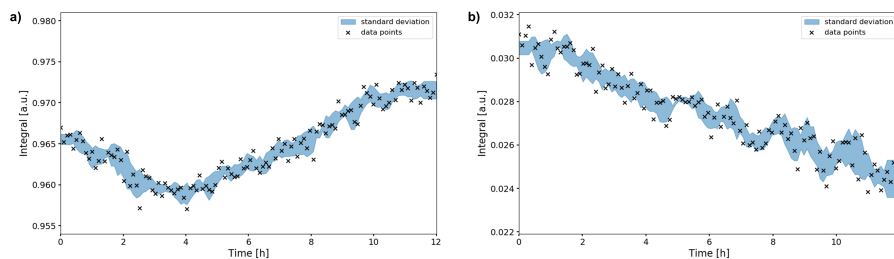 a)
0.980
0.975
0.970
0.965
0.960
0.955
Integral [a.u.]
0
2
4
6
8
10
12
Time [h]
standard deviation
data points
b)
0.032
0.030
0.028
0.026
0.024
0.022
Integral [a.u.]
0
2
4
6
8
10
Time [h]
standard deviation
data points